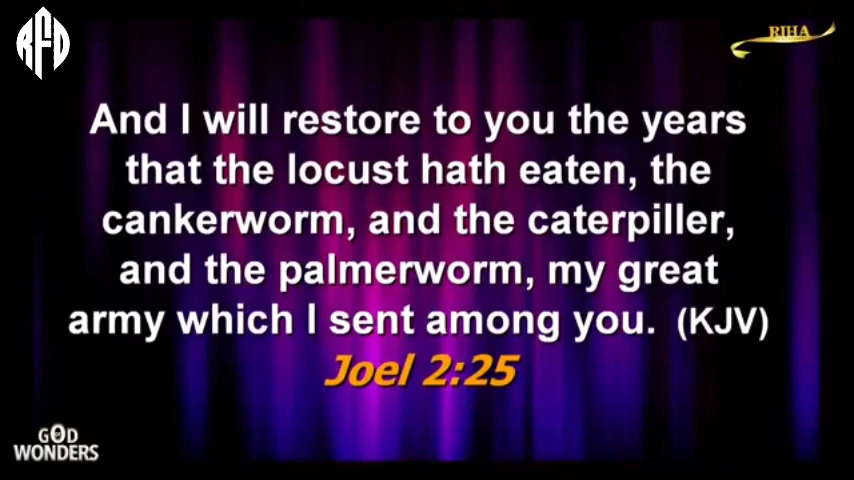 RFD
RIHA
And I will restore to you the years
that the locust hath eaten, the
cankerworm, and the caterpiller,
and the palmerworm, my great
army which I sent among you. (KJV)
Joel 2:25
GOD
WONDERS